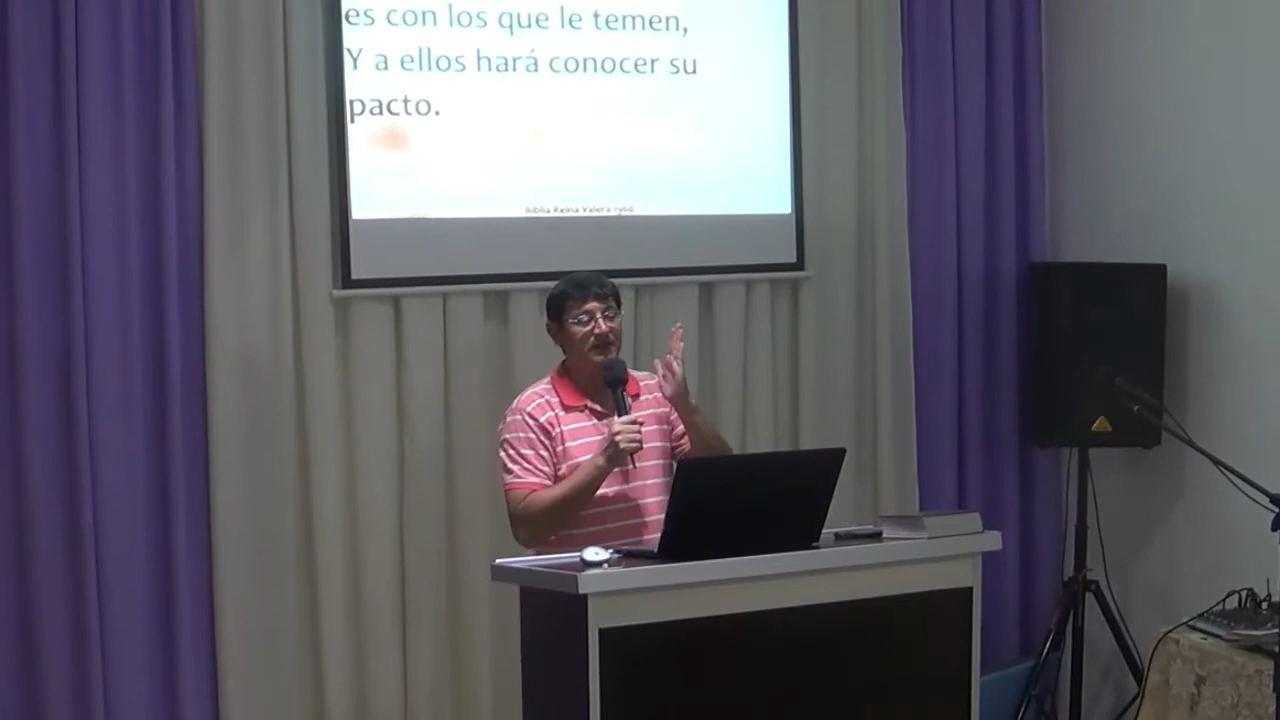 es con los que le temen,
Y a ellos hará conocer su
pacto.
Biblia Reina Valera 1960